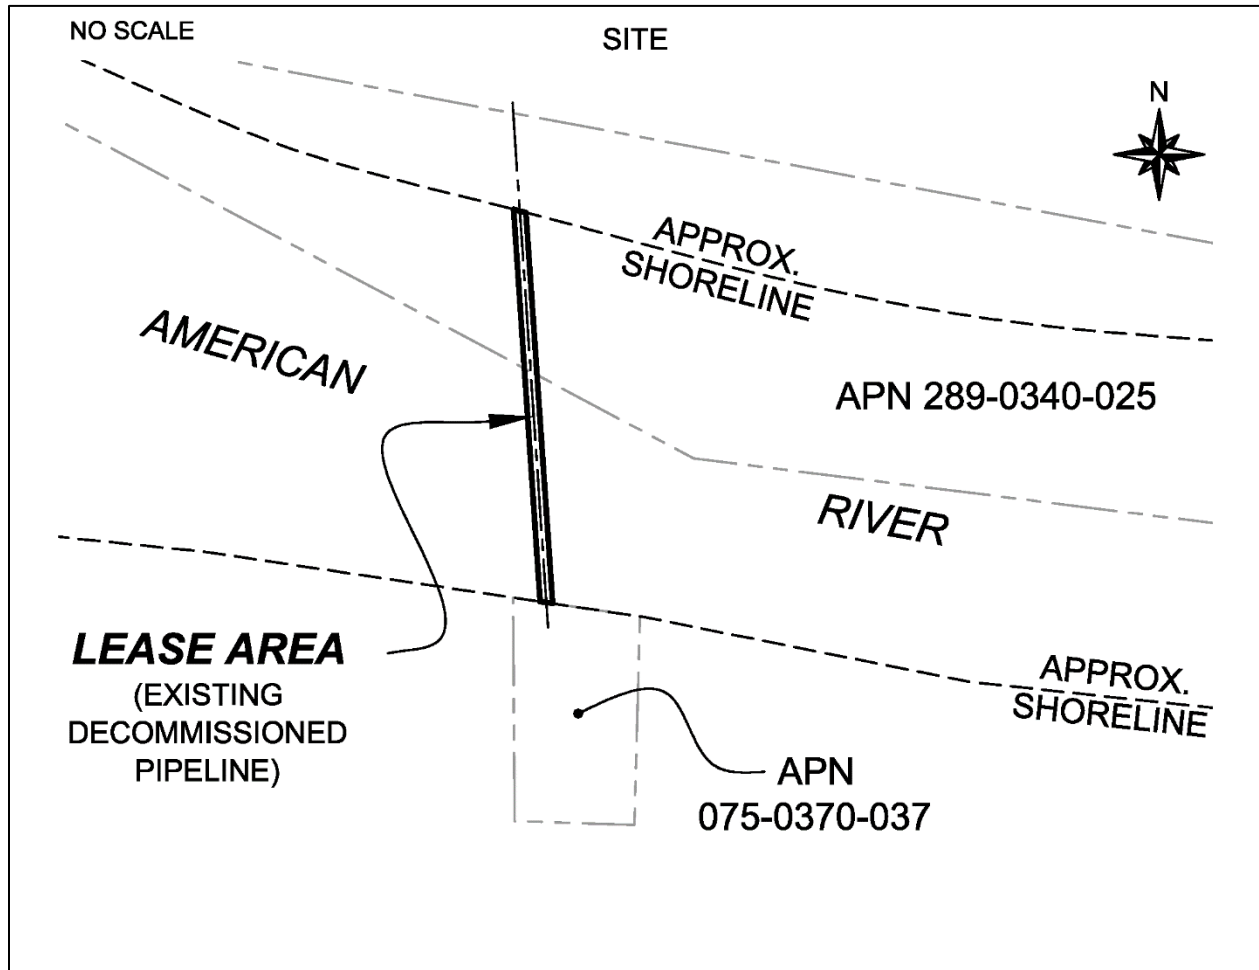 NO SCALE
SITE
N
APPROX.
SHORELINE
AMERICAN
APN 289-0340-025
RIVER
LEASE AREA
(EXISTING
DECOMMISSIONED
PIPELINE)
APPROX.
SHORELINE
APN
075-0370-037